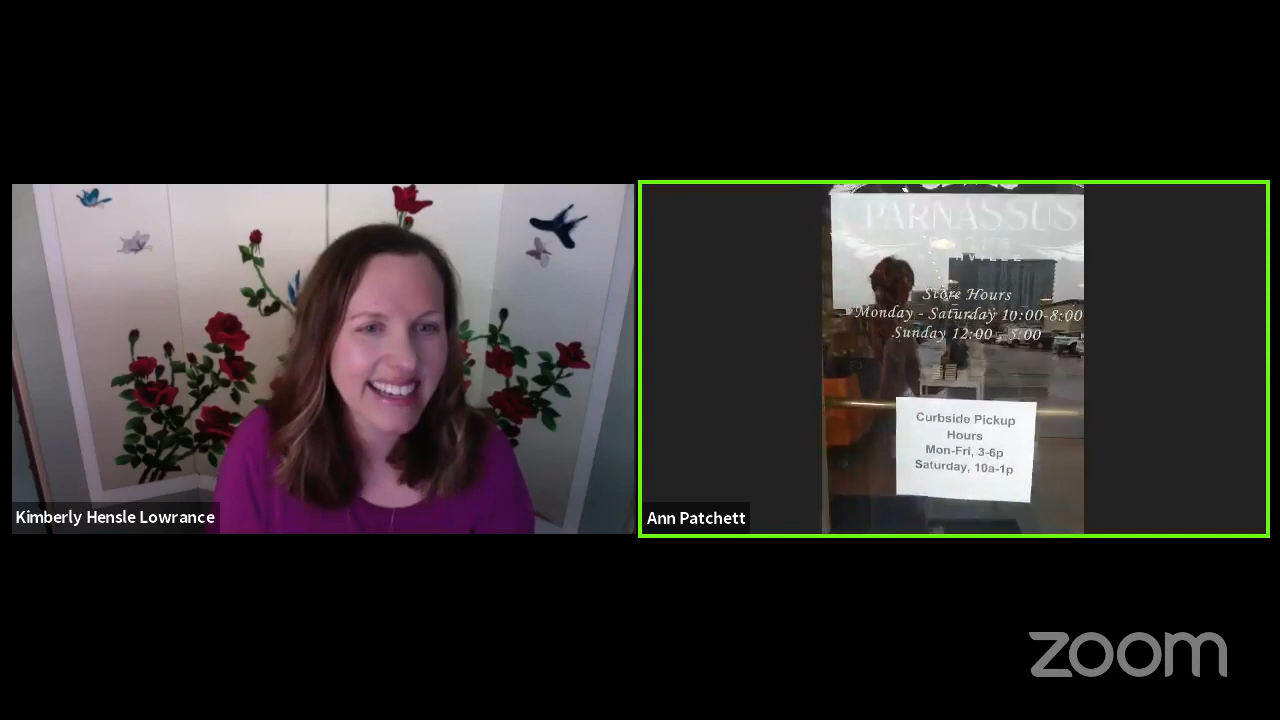 PARNASSUS
Store Hours
Monday - Saturday 10:00-8:00
Sunday 12:00 - 5:00
Curbside Pickup
Hours
Mon-Fri, 3-6p
Saturday, 10a-1p
Kimberly Hensle Lowrance
Ann Patchett
zoom